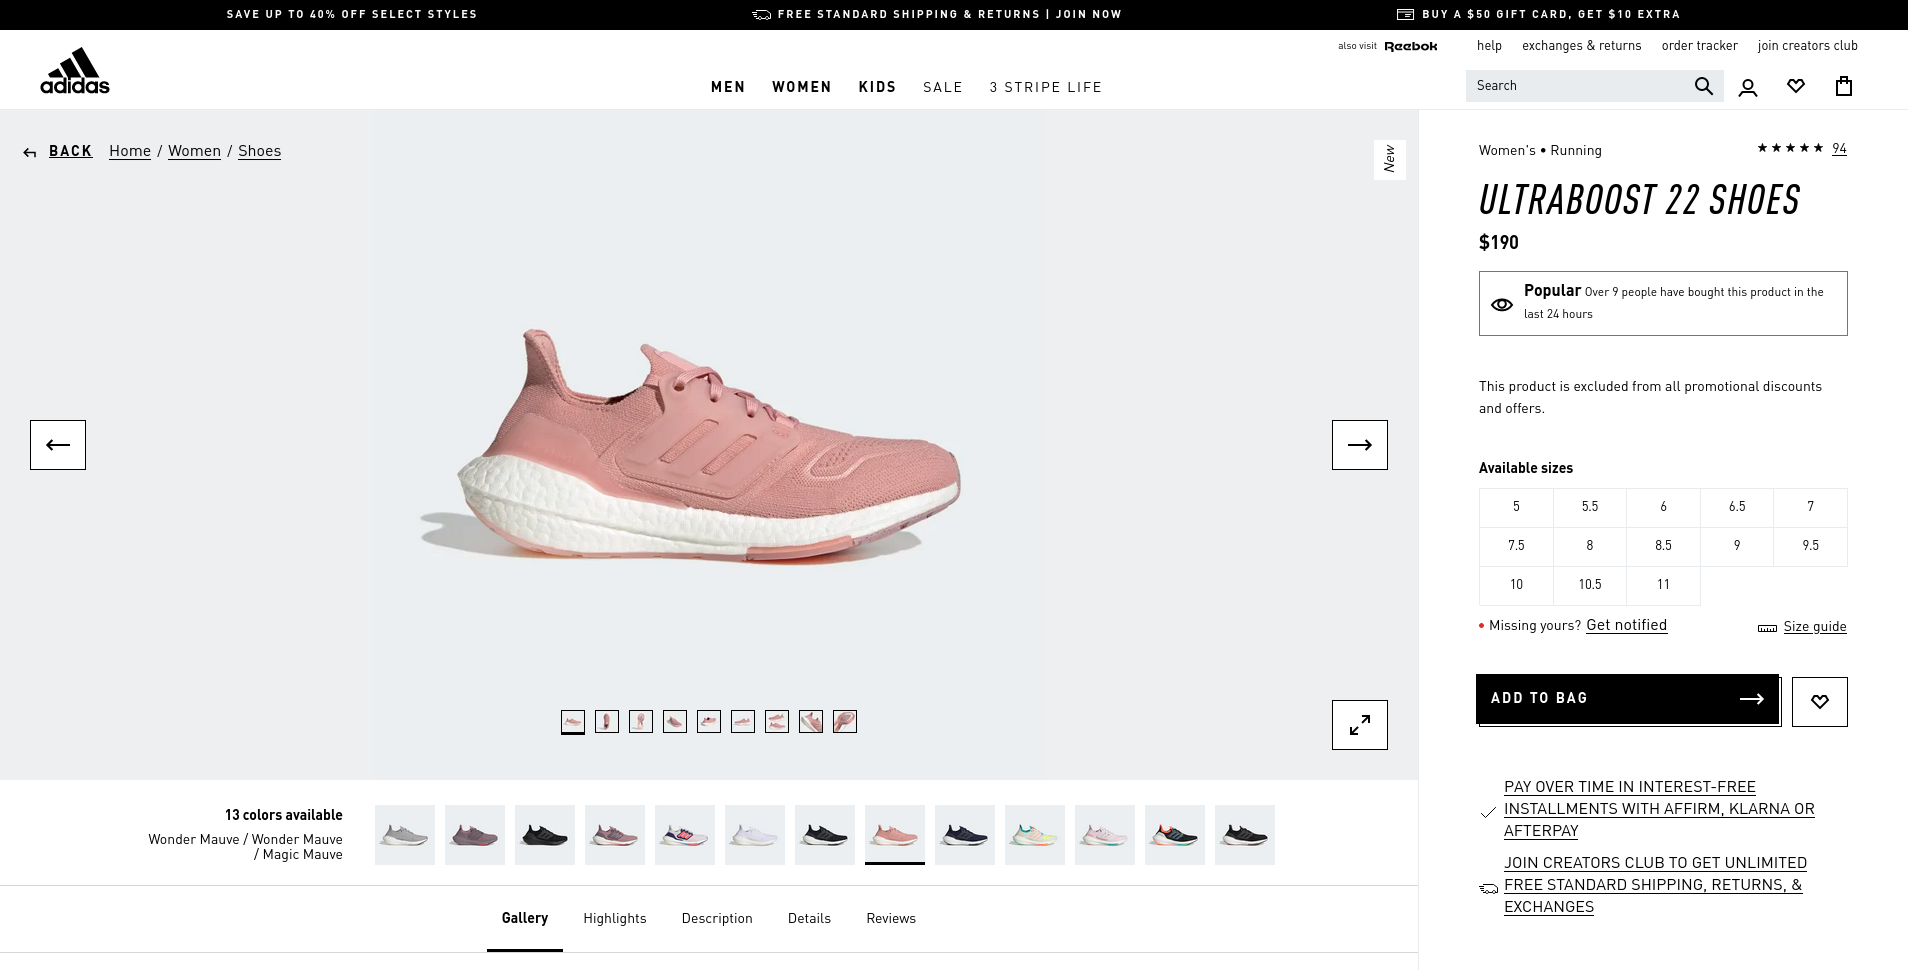 SAVE UP TO 40% OFF SELECT STYLES
FREE STANDARD SHIPPING & RETURNS | JOIN NOW
BUY A $50 GIFT CARD, GET $10 EXTRA
also visit Reebok
help
exchanges & returns
order tracker
join creators club
adidas
MEN
WOMEN
KIDS
SALE
3 STRIPE LIFE
Search
BACK
Home / Women / Shoes
New
Women's • Running
94
ULTRABOOST 22 SHOES
$190
Popular Over 9 people have bought this product in the
last 24 hours
This product is excluded from all promotional discounts
and offers.
Available sizes
5 5.5 6 6.5 7
7.5 8 8.5 9 9.5
10 10.5 11
Missing yours? Get notified
Size guide
ADD TO BAG
PAY OVER TIME IN INTEREST-FREE
INSTALLMENTS WITH AFFIRM, KLARNA OR
AFTERPAY
JOIN CREATORS CLUB TO GET UNLIMITED
FREE STANDARD SHIPPING, RETURNS, &
EXCHANGES
13 colors available
Wonder Mauve / Wonder Mauve
/ Magic Mauve
Gallery
Highlights
Description
Details
Reviews